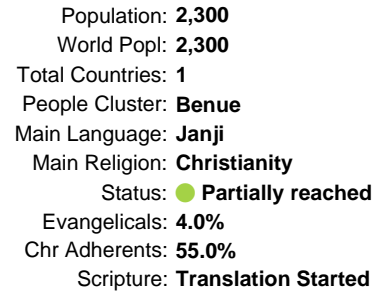 Population: 2,300
World Popl: 2,300
Total Countries: 1
People Cluster: Benue
Main Language: Janji
Main Religion: Christianity
Status: Partially reached
Evangelicals: 4.0%
Chr Adherents: 55.0%
Scripture: Translation Started